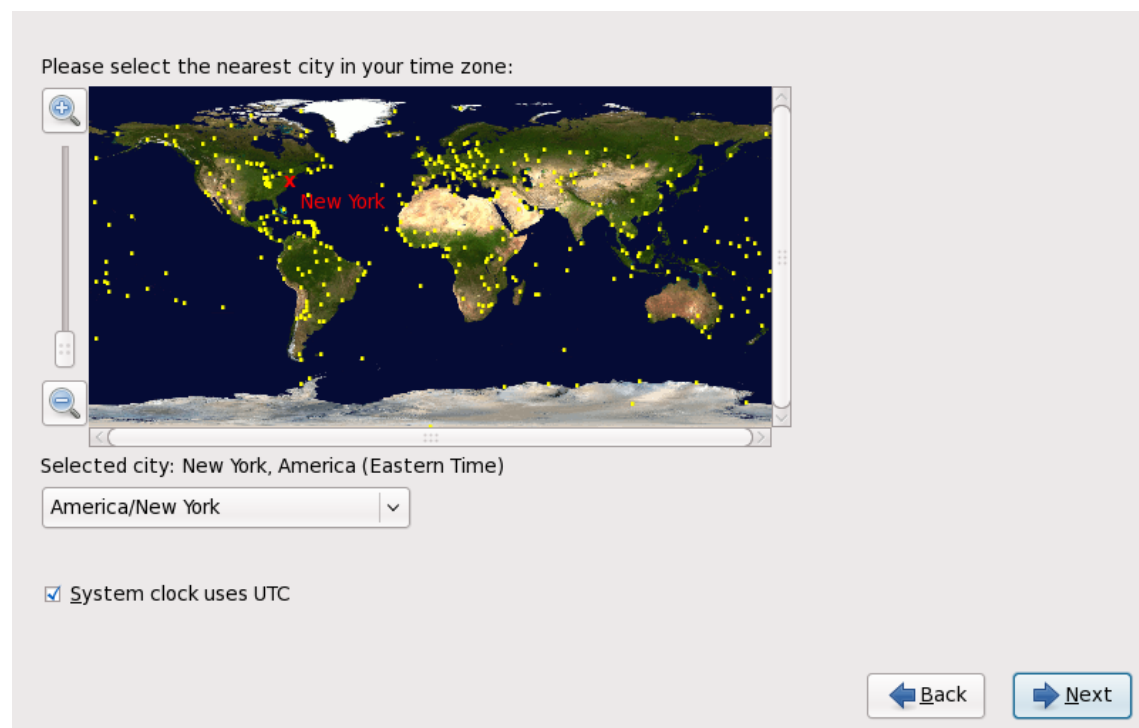 Please select the nearest city in your time zone:
New York
Selected city: New York, America (Eastern Time)
America/New York
System clock uses UTC
Back
Next